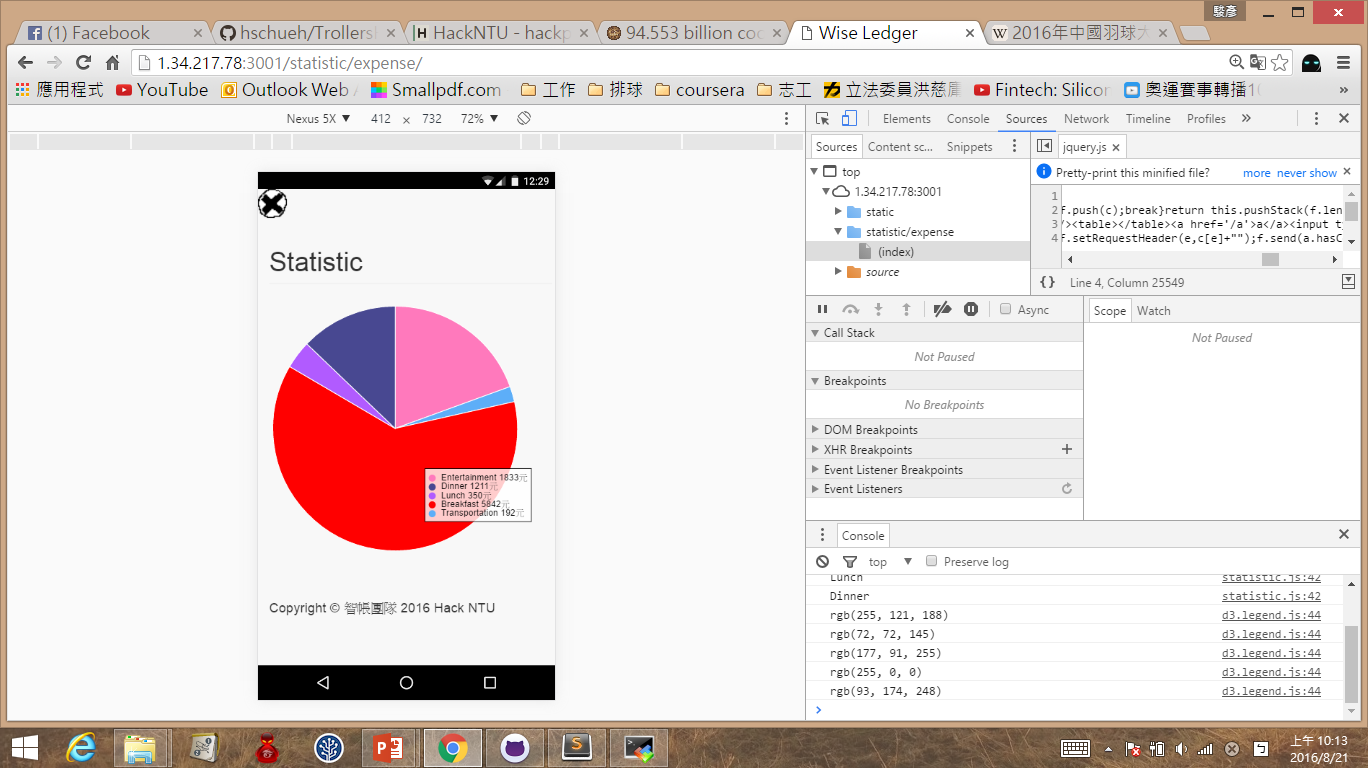 駿彥
(1) Facebook
hschueh/Trollersl
HackNTU - hackp
94.553 billion coc
Wise Ledger
2016年中國羽球大
1.34.217.78:3001/statistic/expense/
應用程式
YouTube
Outlook Web A
Smallpdf.com
工作
排球
coursera
志工
立法委員洪慈庸
Fintech: Silicon
奧運賽事轉播1
»
Nexus 5X ▼ 412 × 732 72% ▼
Elements Console Sources Network Timeline Profiles »
Sources Content sc... Snippets
jquery.js ×
Pretty-print this minified file? more never show ×
top
1.34.217.78:3001
static
statistic/expense
(index)
source
1
2 f.push(c);break}return this.pushStack(f.len
3 /><table></table><a href='/a'>a</a><input t
4 f.setRequestHeader(e,c[e]+"");f.send(a.hasC
{} Line 4, Column 25549
12:29
Statistic
Entertainment 1833元
Dinner 1211元
Lunch 350元
Breakfast 5842元
Transportation 192元
Copyright © 智帳團隊 2016 Hack NTU
Async
Call Stack
Not Paused
Breakpoints
No Breakpoints
DOM Breakpoints
XHR Breakpoints
Event Listener Breakpoints
Event Listeners
Scope Watch
Not Paused
Console
top ▼ Preserve log
Lunch statistic.js:42
Dinner statistic.js:42
rgb(255, 121, 188) d3.legend.js:44
rgb(72, 72, 145) d3.legend.js:44
rgb(177, 91, 255) d3.legend.js:44
rgb(255, 0, 0) d3.legend.js:44
rgb(93, 174, 248) d3.legend.js:44
>
上午 10:13
2016/8/21